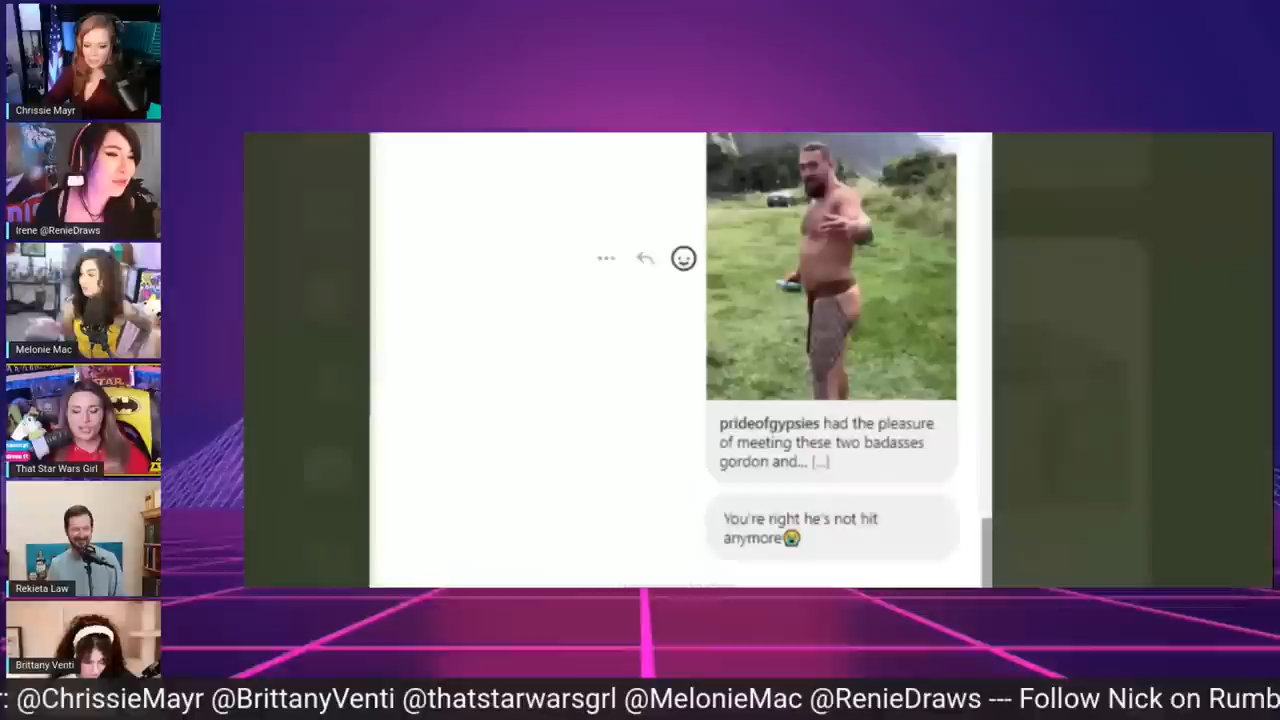 Chrissie Mayr
Irene @RenieDraws
Melonie Mac
STAR
That Star Wars Girl
Rekieta Law
Brittany Venti
prideofgypsies had the pleasure
of meeting these two badasses
gordon and... [...]
You're right he's not hit
anymore😭
r: @ChrissieMayr @BrittanyVenti @thatstarwarsgrl @MelonieMac @RenieDraws --- Follow Nick on Rumb